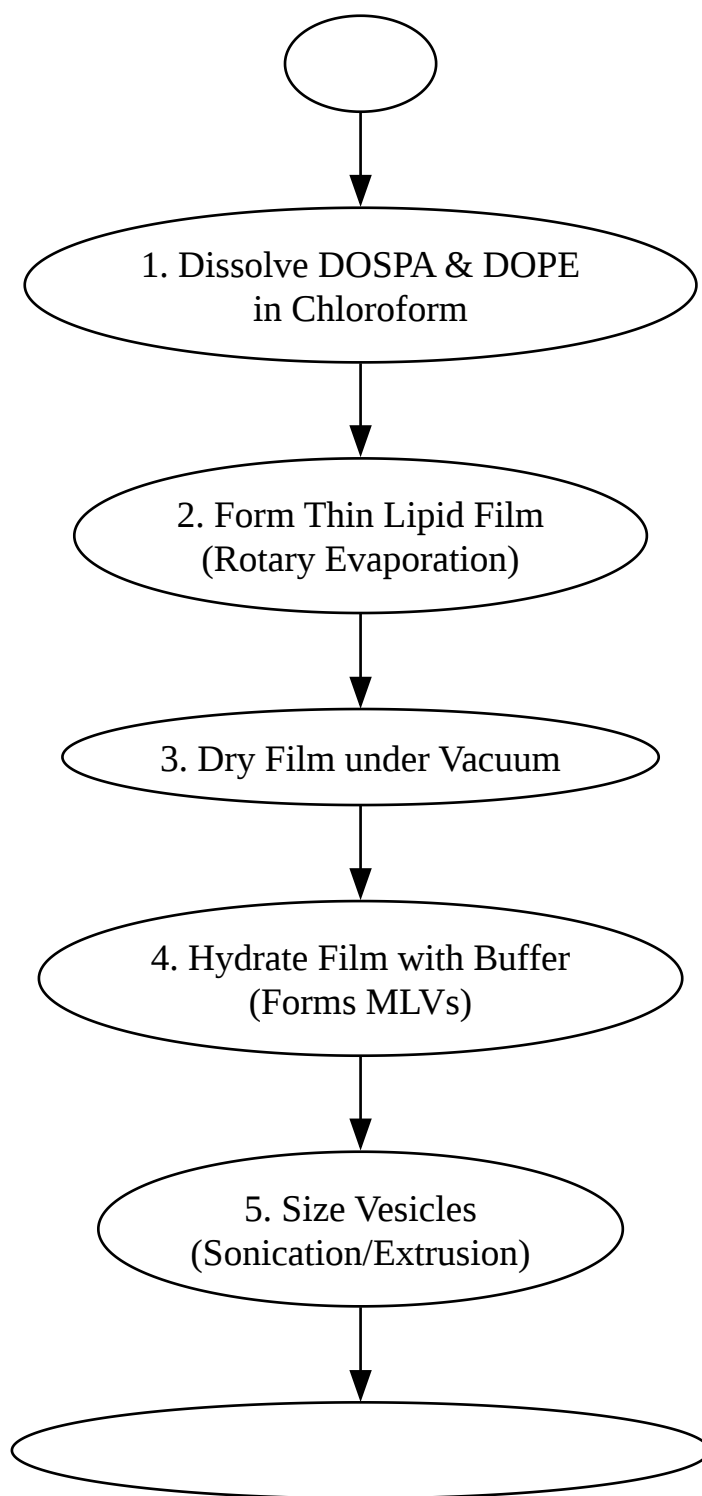 1. Dissolve DOSPA & DOPE
in Chloroform
2. Form Thin Lipid Film
(Rotary Evaporation)
3. Dry Film under Vacuum
4. Hydrate Film with Buffer
(Forms MLVs)
5. Size Vesicles
(Sonication/Extrusion)